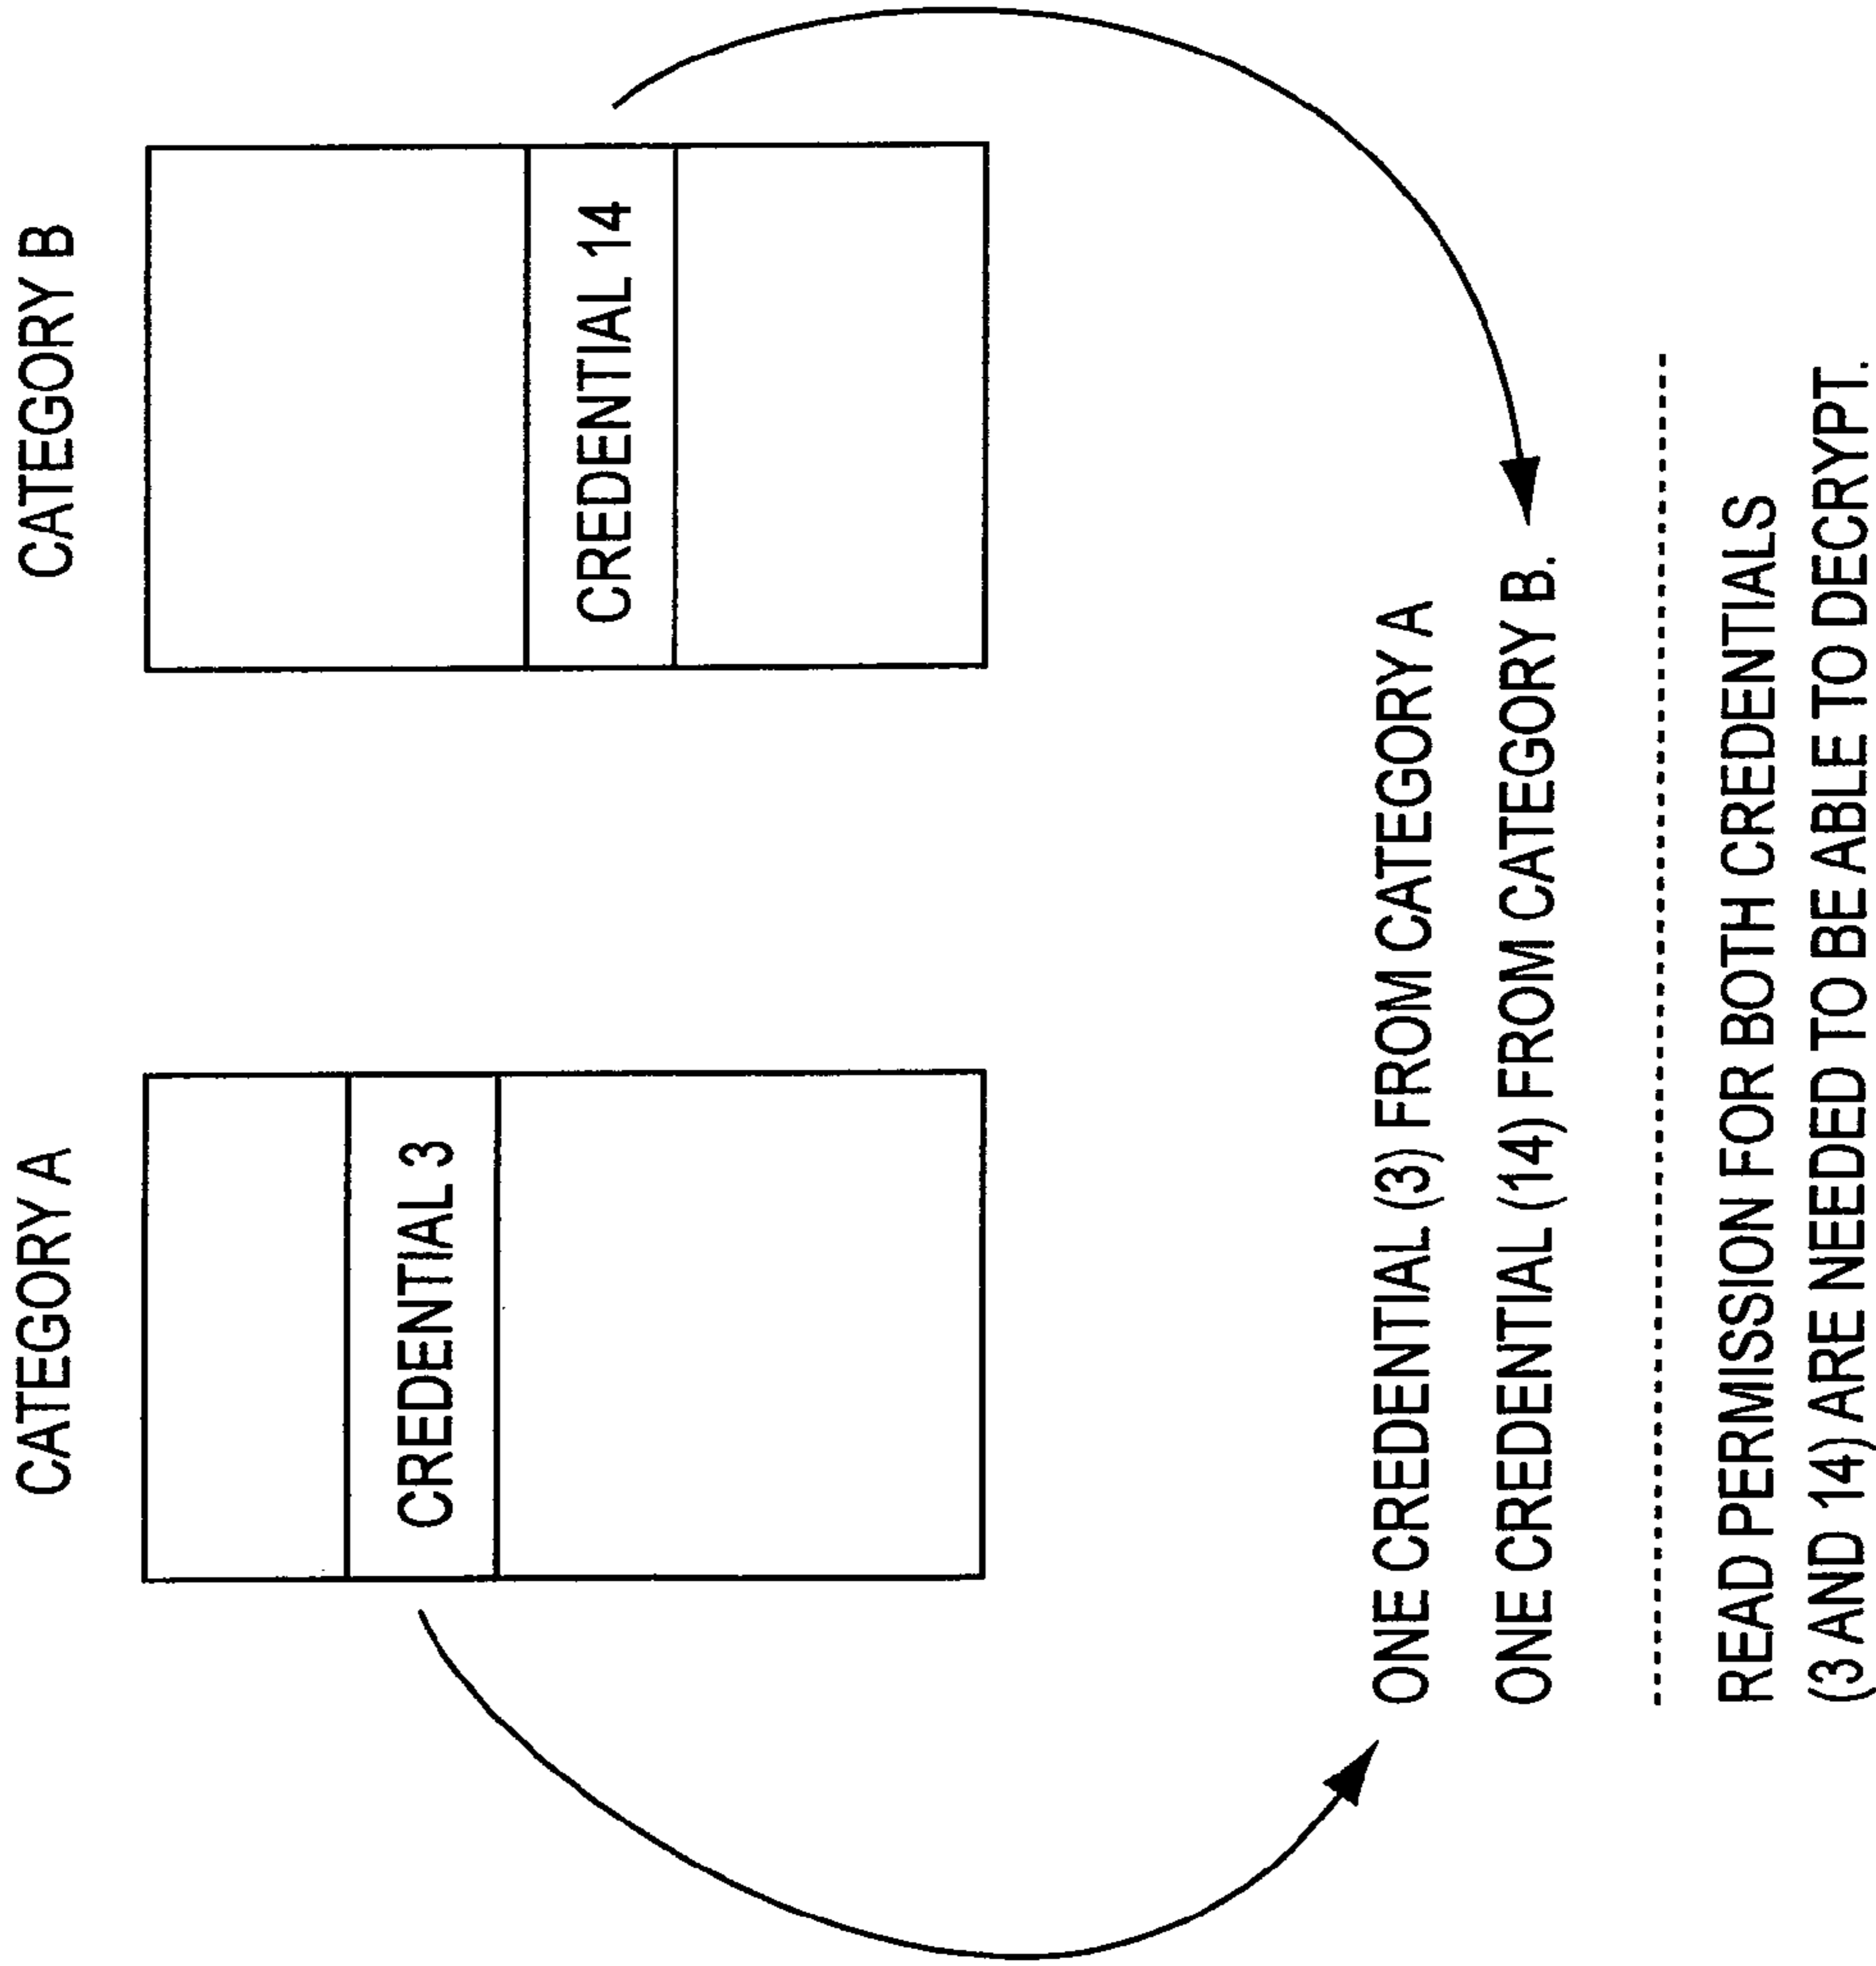 CATEGORY A
CATEGORY B
CREDENTIAL 3
CREDENTIAL 14
ONE CREDENTIAL (3) FROM CATEGORY A
ONE CREDENTIAL (14) FROM CATEGORY B.
READ PERMISSION FOR BOTH CREDENTIALS
(3 AND 14) ARE NEEDED TO BE ABLE TO DECRYPT.